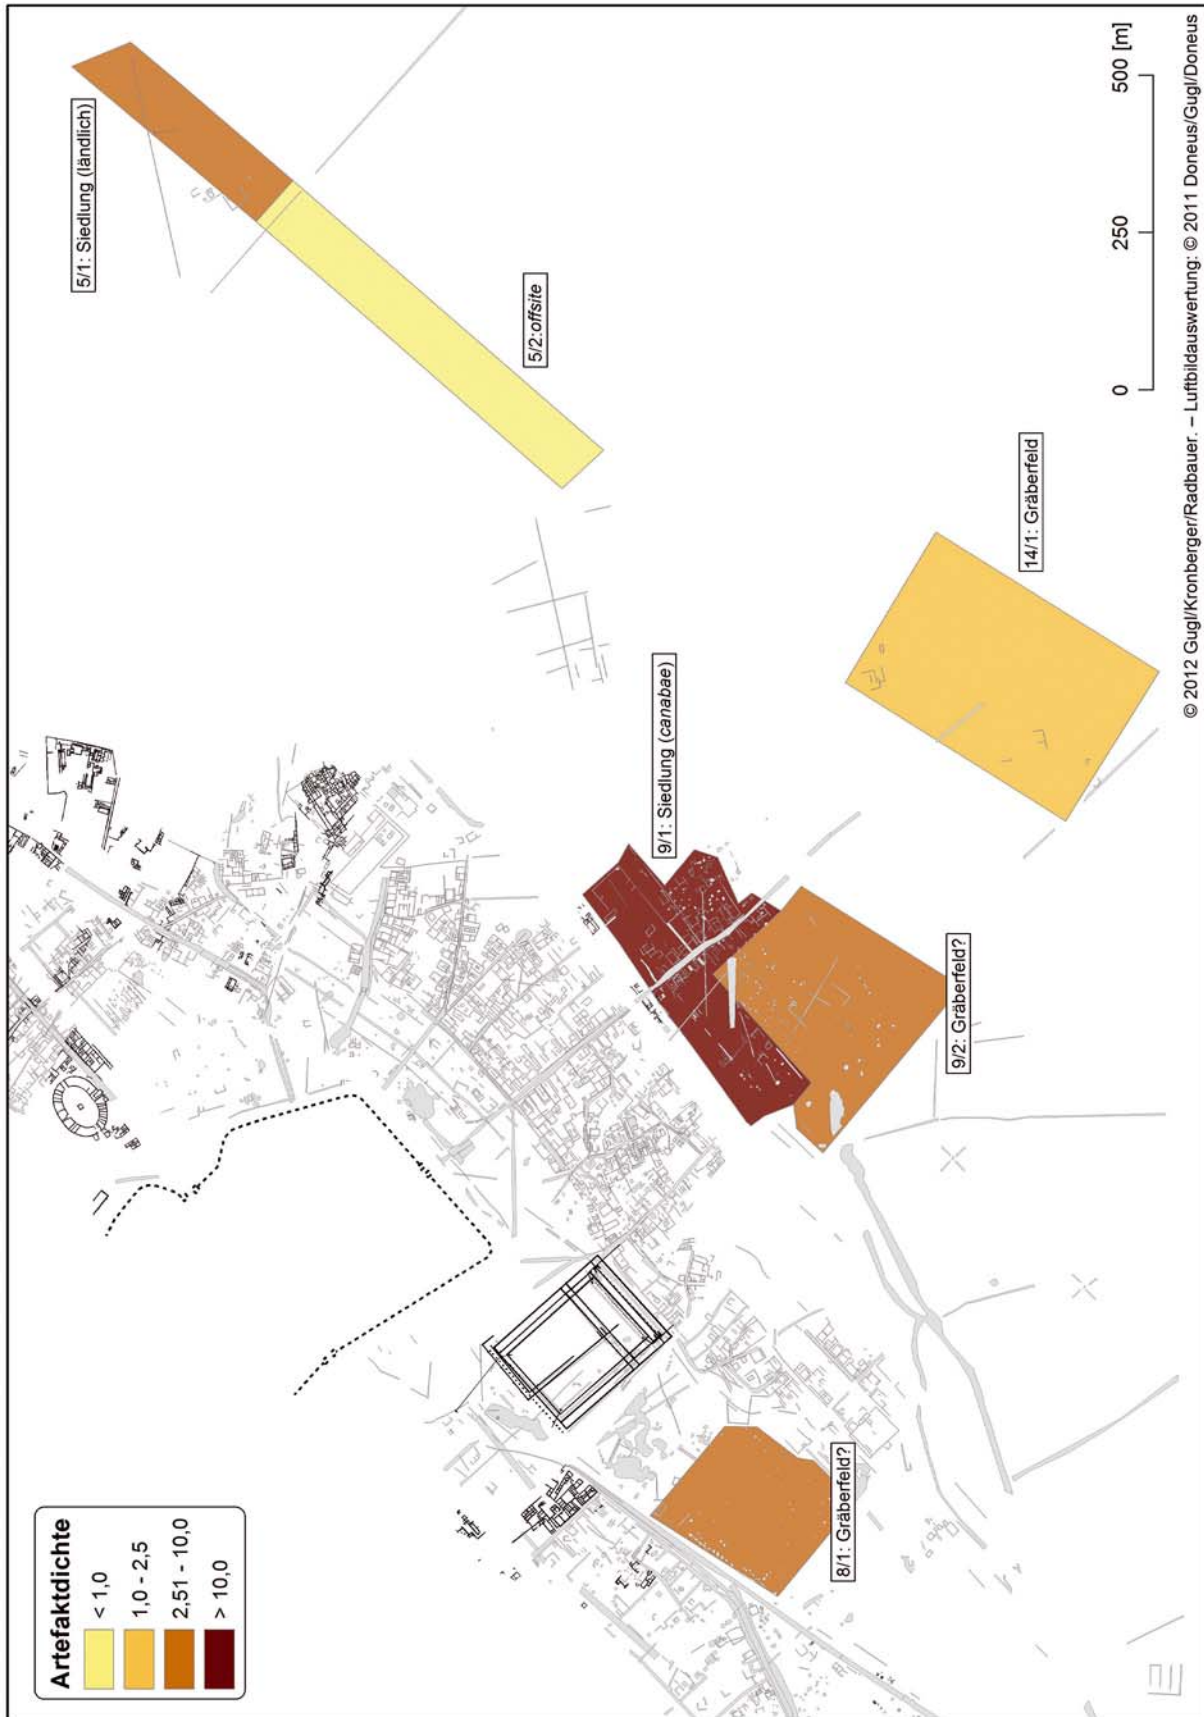 Artefaktdichte
< 1,0
1,0 - 2,5
2,51 - 10,0
> 10,0
5/1: Siedlung (ländlich)
5/2:offsite
9/1: Siedlung (canabae)
14/1: Gräberfeld
9/2: Gräberfeld?
8/1: Gräberfeld?
0 250 500 [m]
© 2012 Gugl/Kronberger/Radbauer. – Luftbildauswertung: © 2011 Doneus/Gugl/Doneus